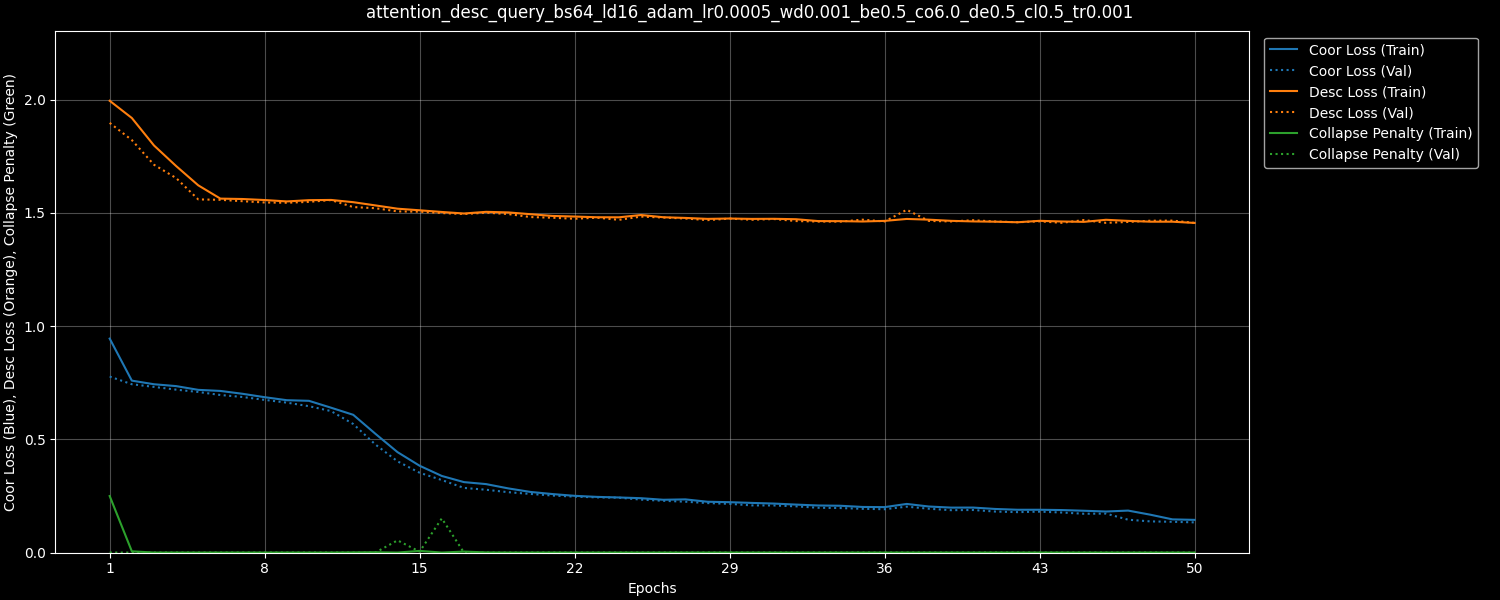 attention_desc_query_bs64_ld16_adam_lr0.0005_wd0.001_be0.5_co6.0_de0.5_cl0.5_tr0.001
Coor Loss (Blue), Desc Loss (Orange), Collapse Penalty (Green)
2.0
1.5
1.0
0.5
0.0
1 8 15 22 29 36 43 50
Epochs
Coor Loss (Train)
Coor Loss (Val)
Desc Loss (Train)
Desc Loss (Val)
Collapse Penalty (Train)
Collapse Penalty (Val)